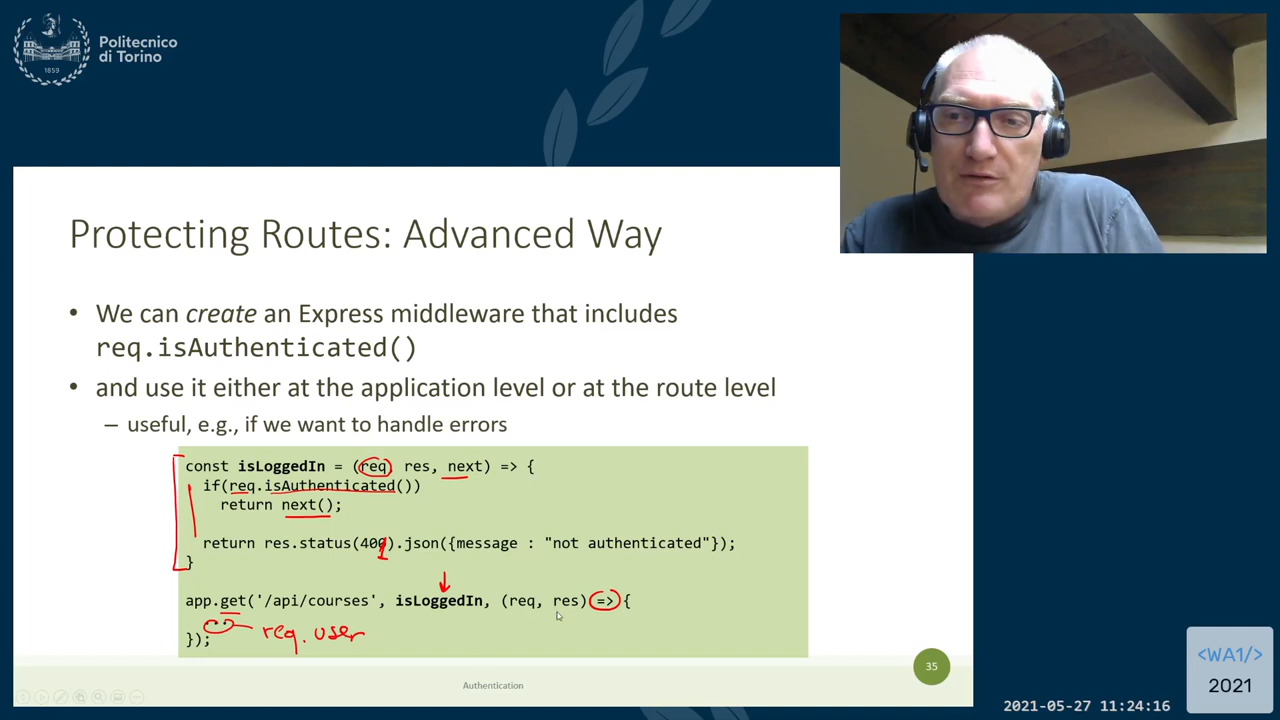 Politecnico
di Torino
1859
Protecting Routes: Advanced Way
• We can create an Express middleware that includes
req.isAuthenticated()
• and use it either at the application level or at the route level
– useful, e.g., if we want to handle errors
const isLoggedIn = (req, res, next) => {
if(req.isAuthenticated())
return next();
return res.status(400).json({message : "not authenticated"});
}
app.get('/api/courses', isLoggedIn, (req, res) => {
req.user
});
35
Authentication
<WA1/>
2021
2021-05-27 11:24:16